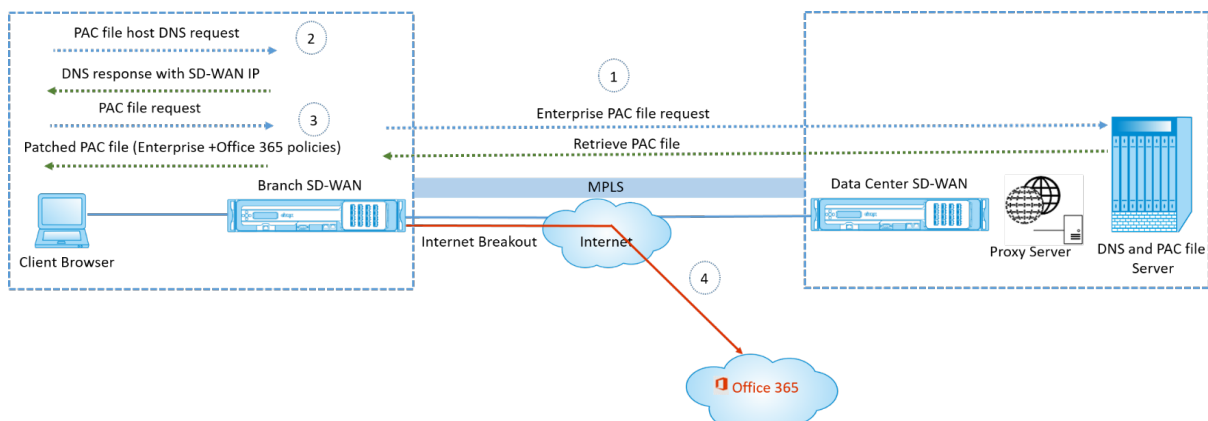 PAC file host DNS request
2
DNS response with SD-WAN IP
1
PAC file request
3
Enterprise PAC file request
Patched PAC file (Enterprise +Office 365 policies)
Retrieve PAC file
Branch SD-WAN
MPLS
Data Center SD-WAN
Internet Breakout
Internet
Client Browser
Proxy Server
DNS and PAC file
Server
4
Office 365